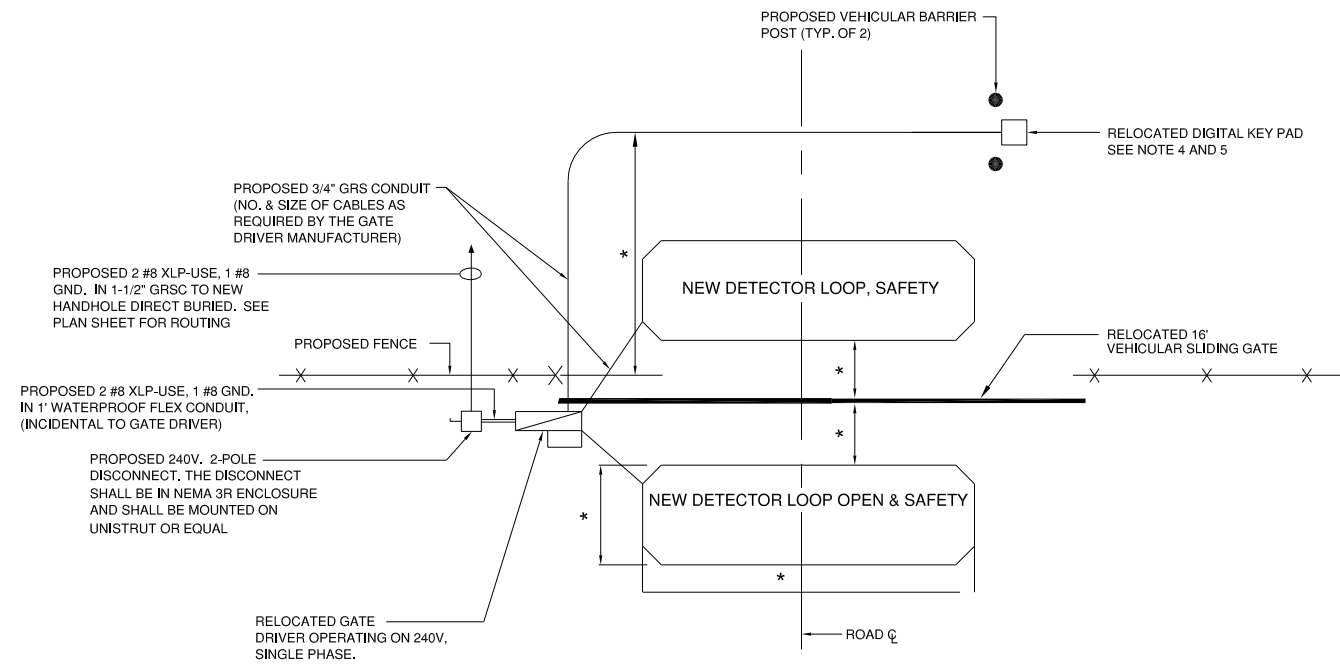 PROPOSED VEHICULAR BARRIER
POST (TYP. OF 2)
RELOCATED DIGITAL KEY PAD
SEE NOTE 4 AND 5
PROPOSED 3/4" GRS CONDUIT
(NO. & SIZE OF CABLES AS
REQUIRED BY THE GATE
DRIVER MANUFACTURER)
*
PROPOSED 2 #8 XLP-USE, 1 #8
GND. IN 1-1/2" GRSC TO NEW
HANDHOLE DIRECT BURIED. SEE
PLAN SHEET FOR ROUTING
NEW DETECTOR LOOP, SAFETY
RELOCATED 16'
VEHICULAR SLIDING GATE
PROPOSED FENCE
*
PROPOSED 2 #8 XLP-USE, 1 #8 GND.
IN 1' WATERPROOF FLEX CONDUIT,
(INCIDENTAL TO GATE DRIVER)
*
PROPOSED 240V. 2-POLE
DISCONNECT. THE DISCONNECT
SHALL BE IN NEMA 3R ENCLOSURE
AND SHALL BE MOUNTED ON
UNISTRUT OR EQUAL
NEW DETECTOR LOOP OPEN & SAFETY
*
*
RELOCATED GATE
DRIVER OPERATING ON 240V,
SINGLE PHASE.
ROAD ℄